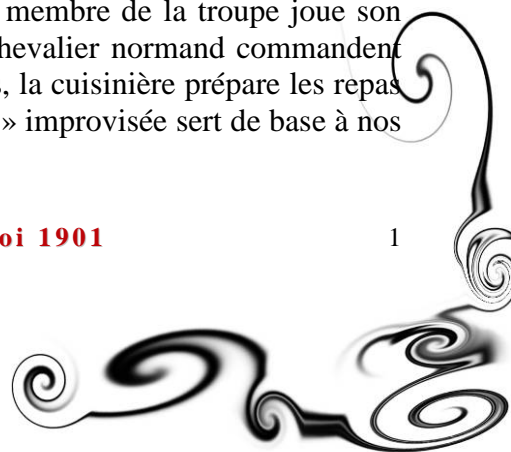 membre de la troupe joue son
hevalier normand commandent
, la cuisinière prépare les repas
» improvisée sert de base à nos
oi 1901 1